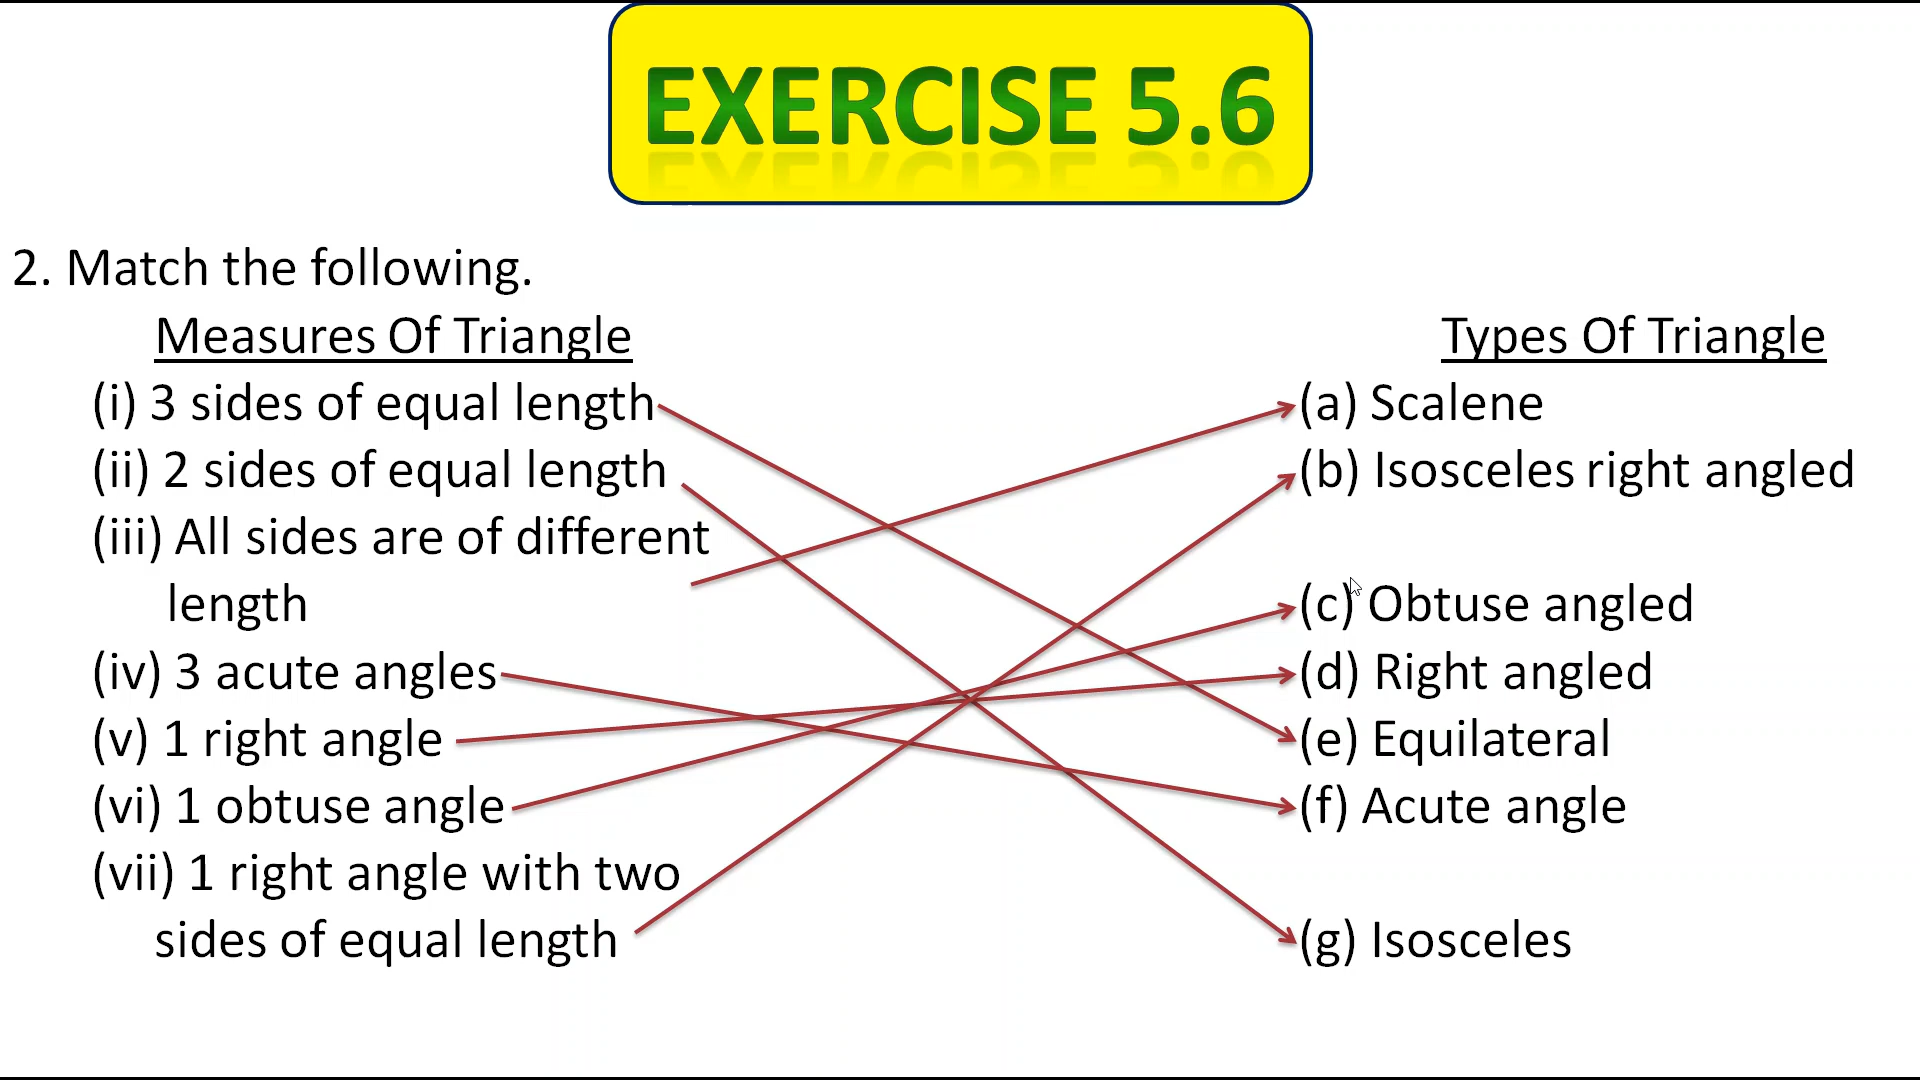 EXERCISE 5.6
2. Match the following.
Measures Of Triangle
Types Of Triangle
(i) 3 sides of equal length
(a) Scalene
(ii) 2 sides of equal length
(b) Isosceles right angled
(iii) All sides are of different
length
(c) Obtuse angled
(iv) 3 acute angles
(d) Right angled
(v) 1 right angle
(e) Equilateral
(vi) 1 obtuse angle
(f) Acute angle
(vii) 1 right angle with two
sides of equal length
(g) Isosceles